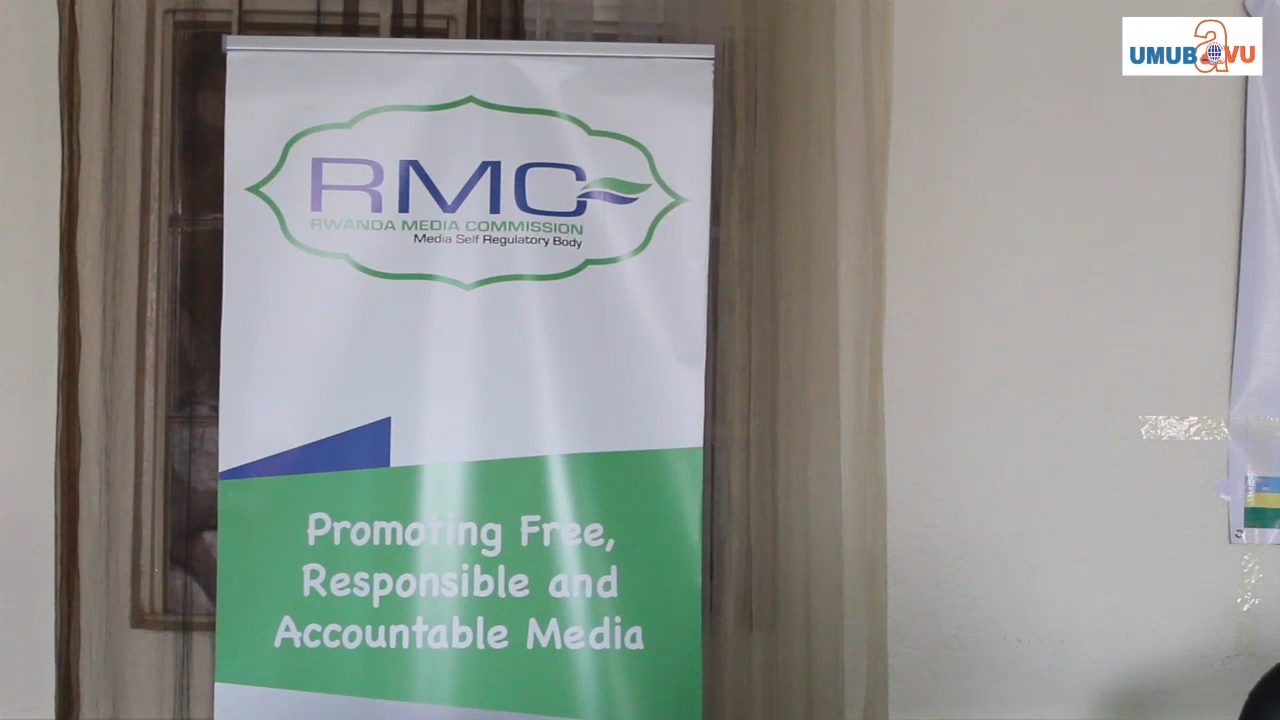 UMUBaVU
RMC
RWANDA MEDIA COMMISSION
Media Self Regulatory Body
Promoting Free,
Responsible and
Accountable Media